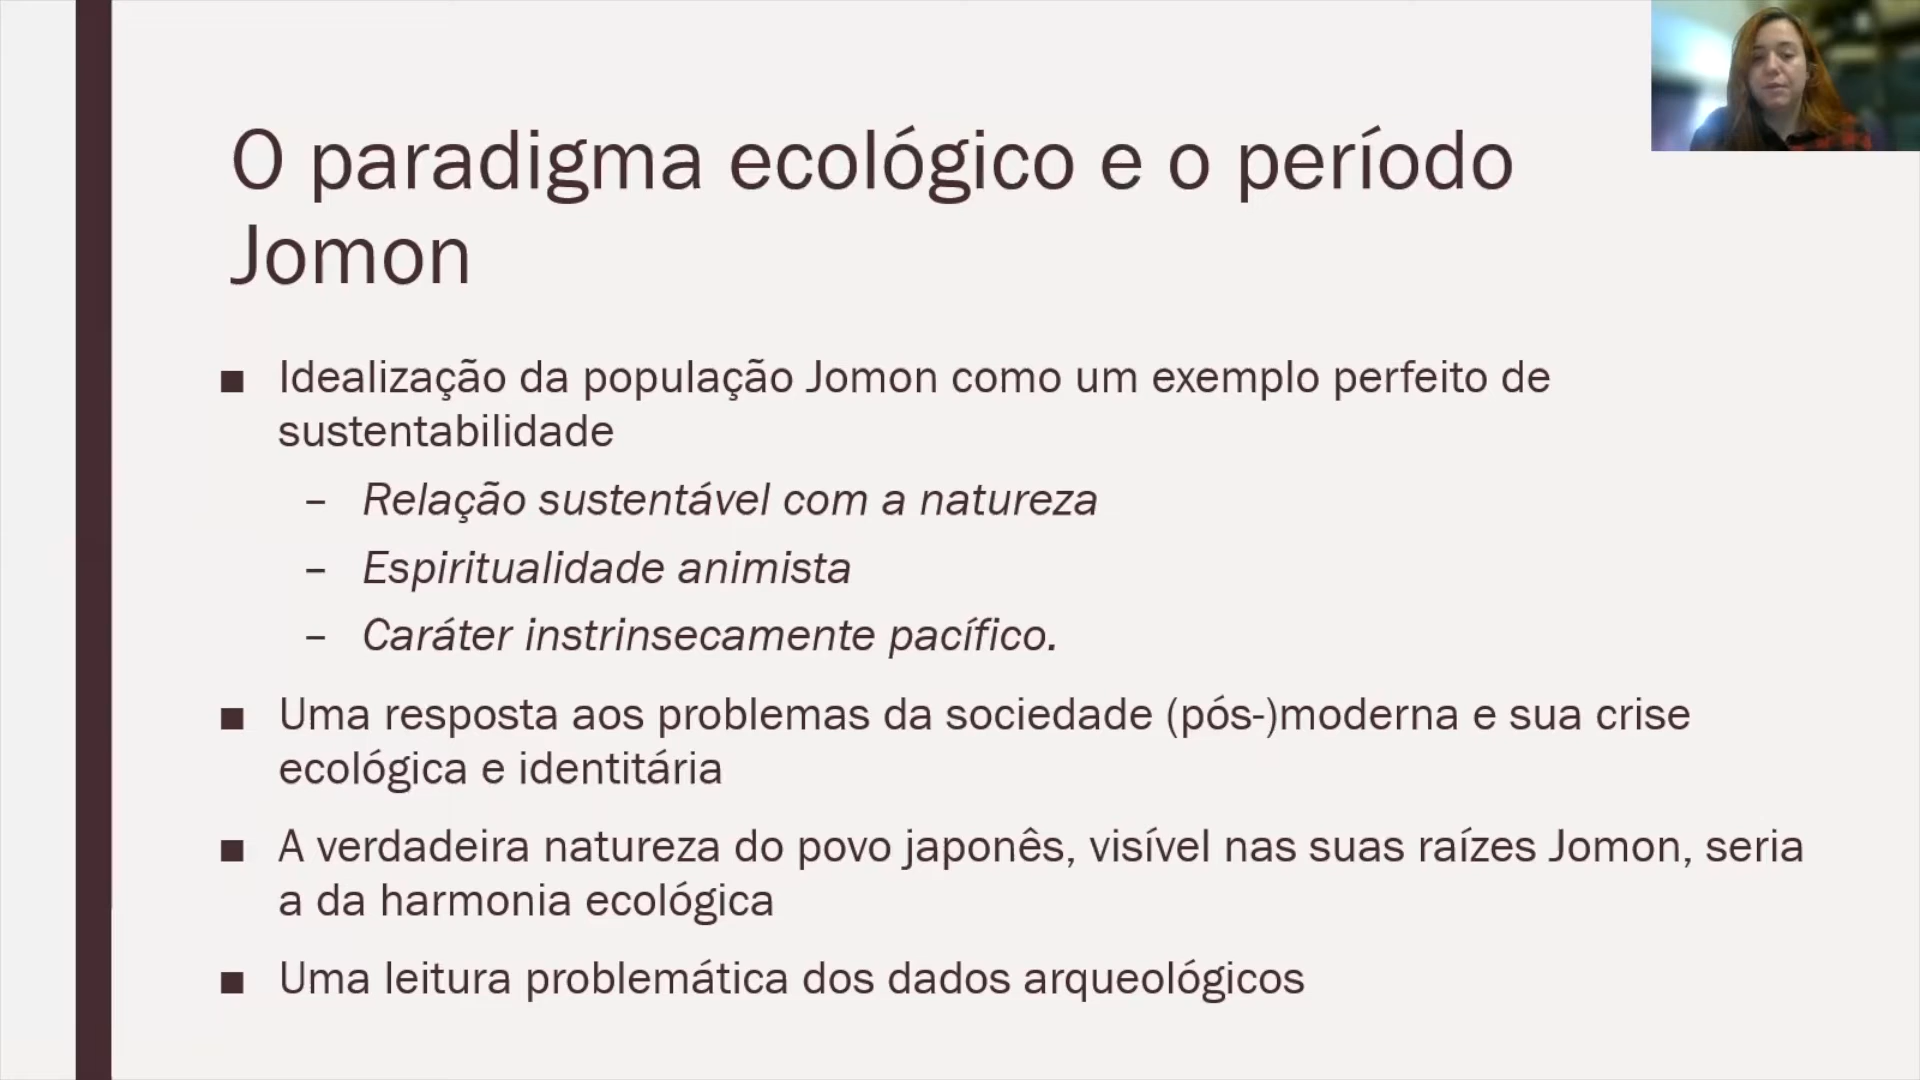 O paradigma ecológico e o período
Jomon
■ Idealização da população Jomon como um exemplo perfeito de
sustentabilidade
– Relação sustentável com a natureza
– Espiritualidade animista
– Caráter instrinsecamente pacífico.
■ Uma resposta aos problemas da sociedade (pós-)moderna e sua crise
ecológica e identitária
■ A verdadeira natureza do povo japonês, visível nas suas raízes Jomon, seria
a da harmonia ecológica
■ Uma leitura problemática dos dados arqueológicos